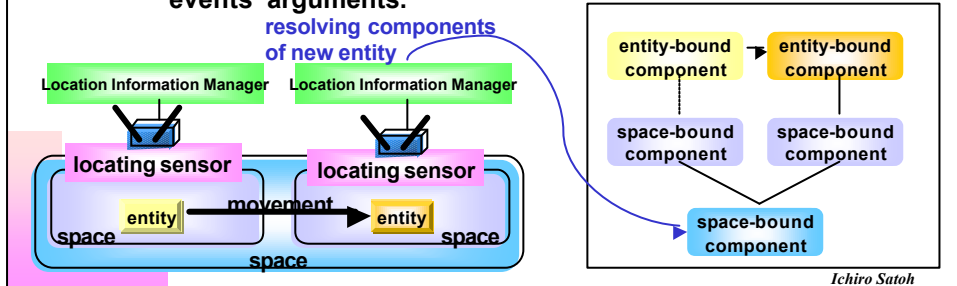 events' arguments.
resolving components
of new entity
Location Information Manager
Location Information Manager
locating sensor
locating sensor
entity
movement
entity
space
space
space
entity-bound
component
entity-bound
component
space-bound
component
space-bound
component
space-bound
component
Ichiro Satoh